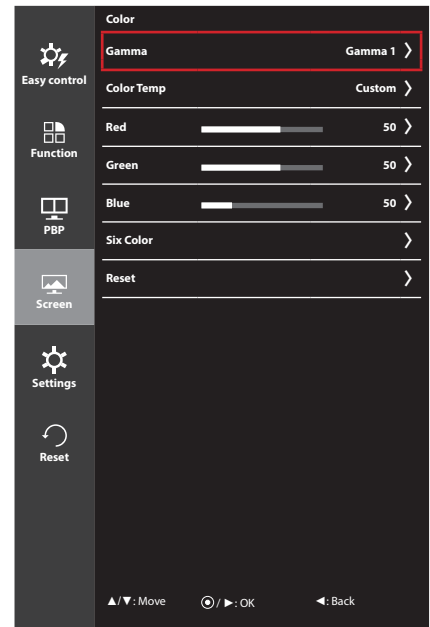 Easy control
Function
PBP
Screen
Settings
Reset
Color
Gamma Gamma 1
Color Temp Custom
Red 50
Green 50
Blue 50
Six Color
Reset
▲/▼: Move ⦿/ ►: OK ◄: Back